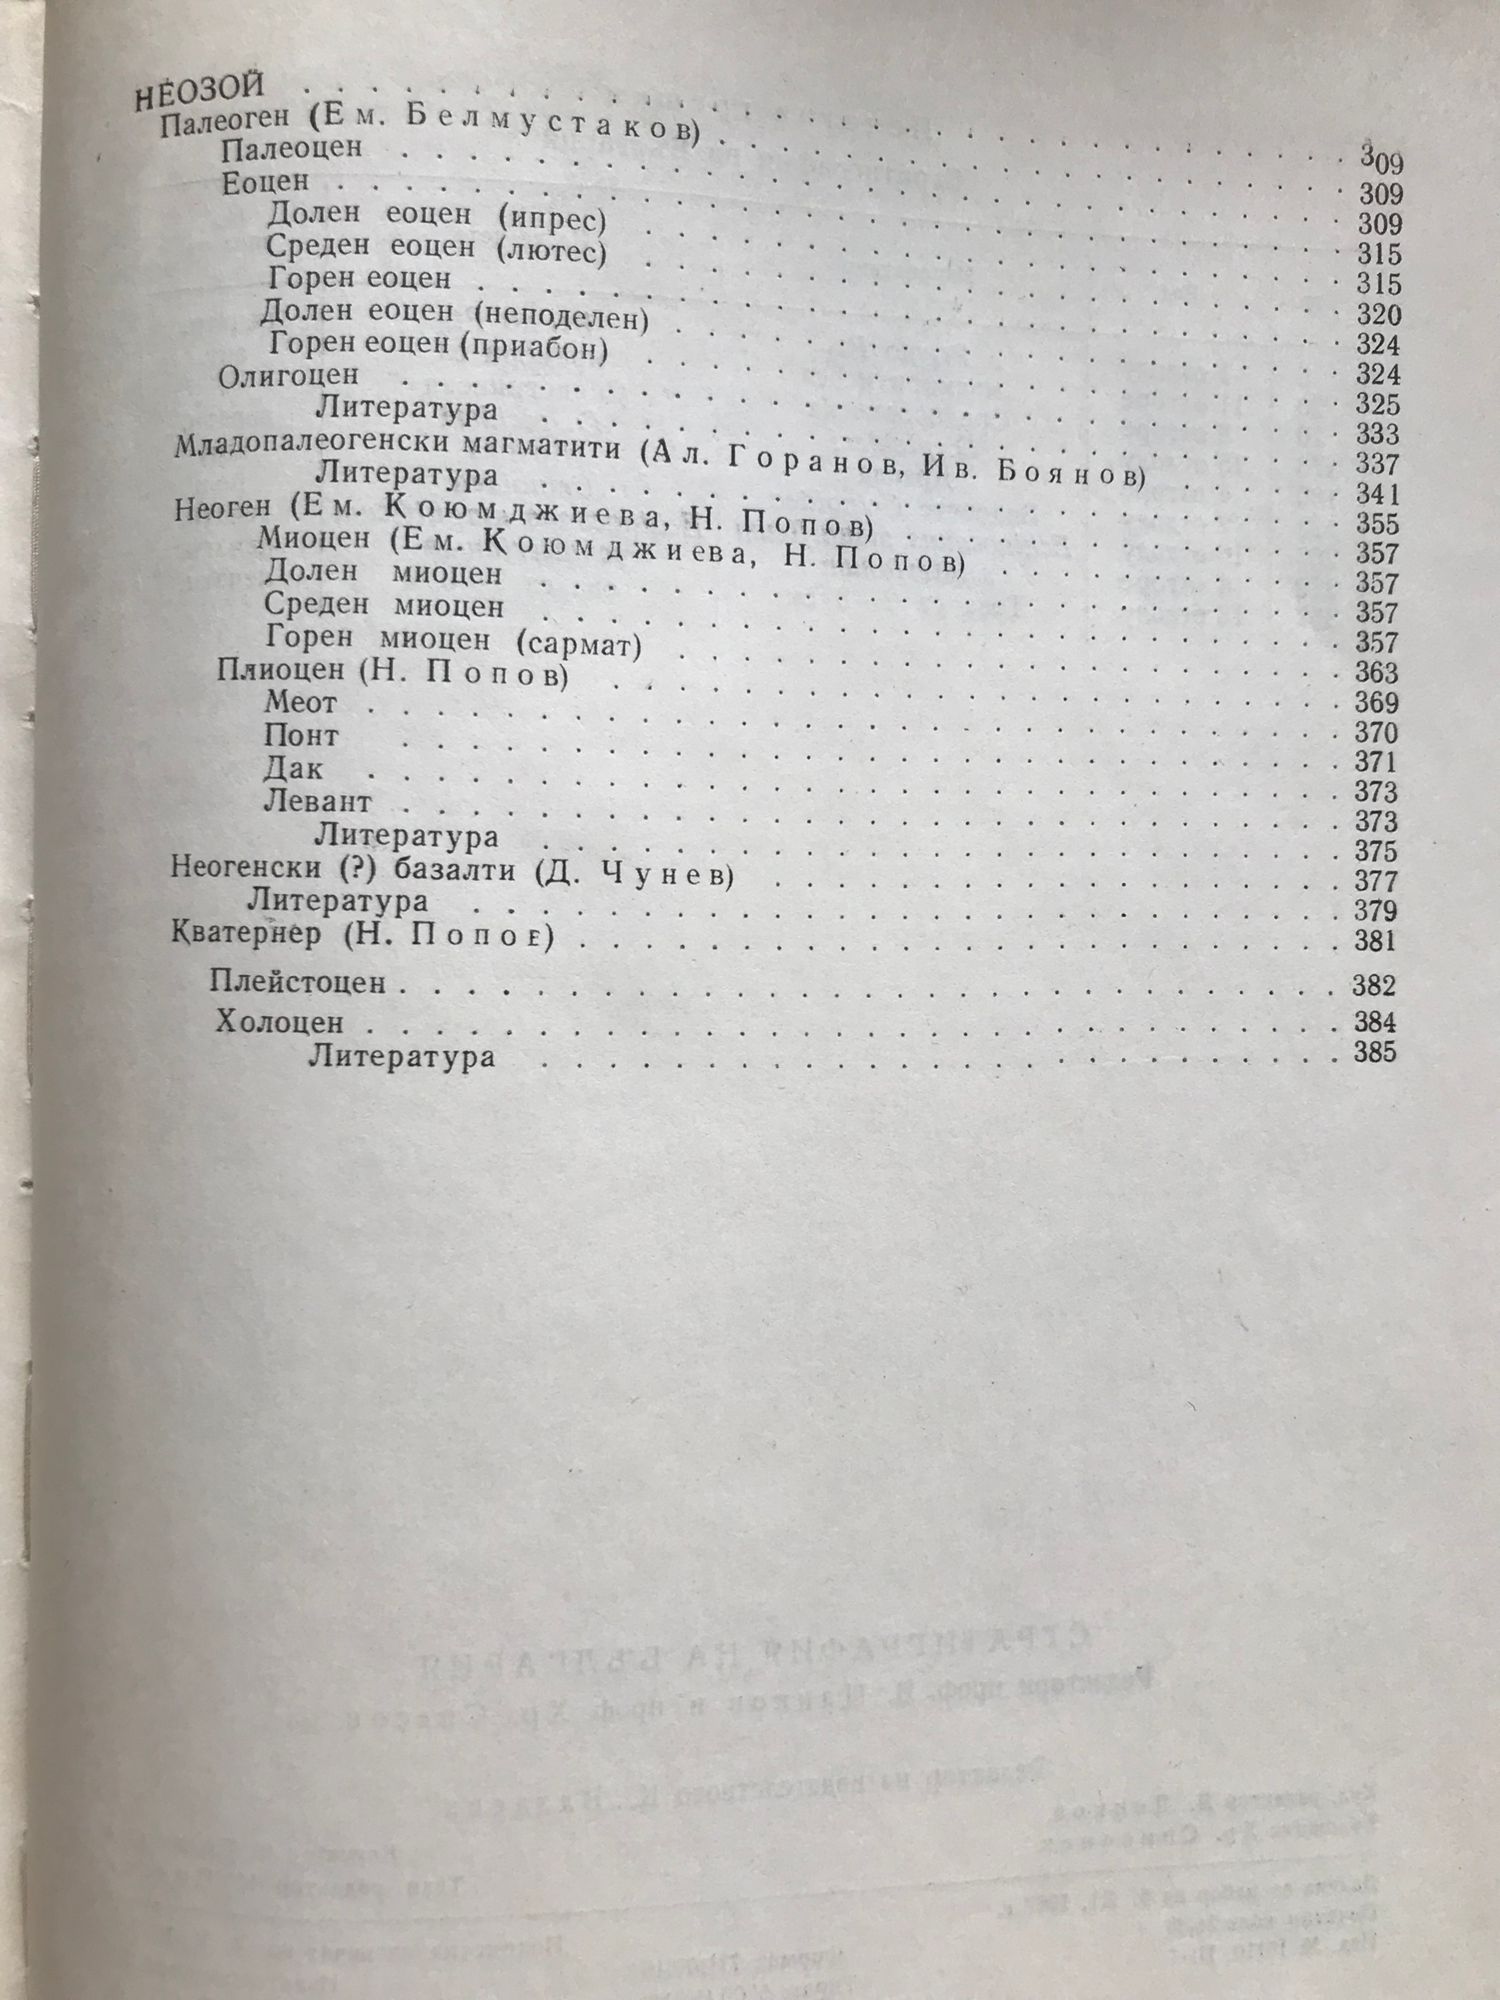 НЕОЗОЙ 309
Палеоген (Ем. Белмустаков) 309
Палеоцен 309
Еоцен 315
Долен еоцен (ипрес) 315
Среден еоцен (лютес) 320
Горен еоцен 324
Долен еоцен (неподелен) 324
Горен еоцен (приабон) 325
Олигоцен 333
Литература 337
Младопалеогенски магматити (Ал. Горанов, Ив. Боянов) 341
Литература 355
Неоген (Ем. Коюмджиева, Н. Попов) 357
Миоцен (Ем. Коюмджиева, Н. Попов) 357
Долен миоцен 357
Среден миоцен 357
Горен миоцен (сармат) 363
Плиоцен (Н. Попов) 369
Меот 370
Понт 371
Дак 373
Левант 373
Литература 375
Неогенски (?) базалти (Д. Чунев) 377
Литература 379
Кватернер (Н. Попов) 381
Плейстоцен 382
Холоцен 384
Литература 385